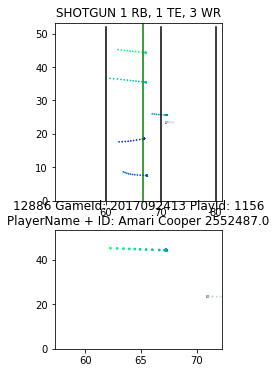 SHOTGUN 1 RB, 1 TE, 3 WR
50
40
30
20
10
0
60 70 80
12886 GameId: 2017092413 PlayId: 1156
PlayerName + ID: Amari Cooper 2552487.0
40
20
0
60 65 70